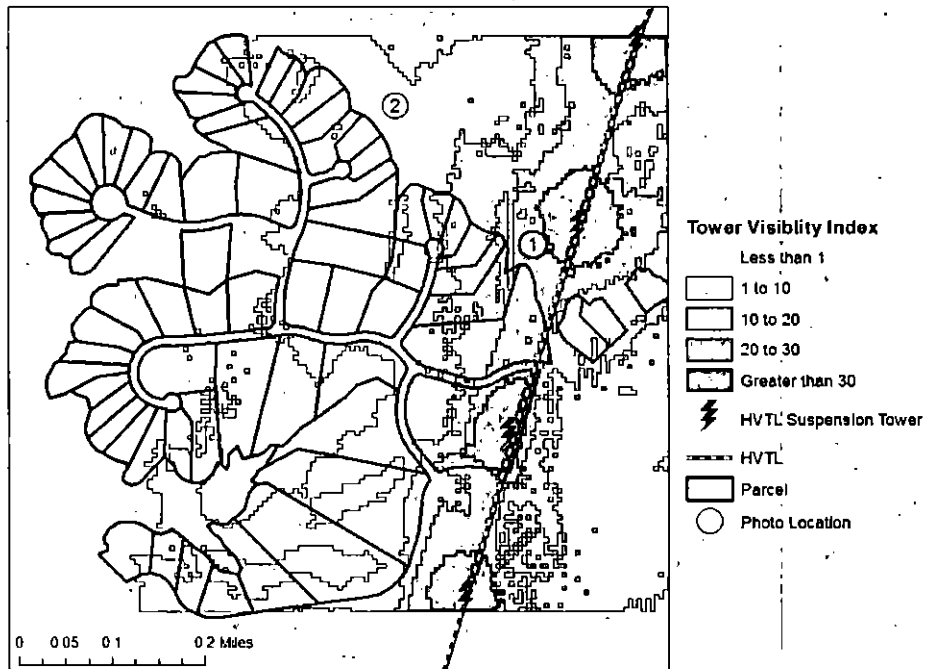 2
1
Tower Visiblity Index
Less than 1
1 to 10
10 to 20
20 to 30
Greater than 30
HVTL Suspension Tower
HVTL
Parcel
Photo Location
0 0 05 0 1 0 2 Miles